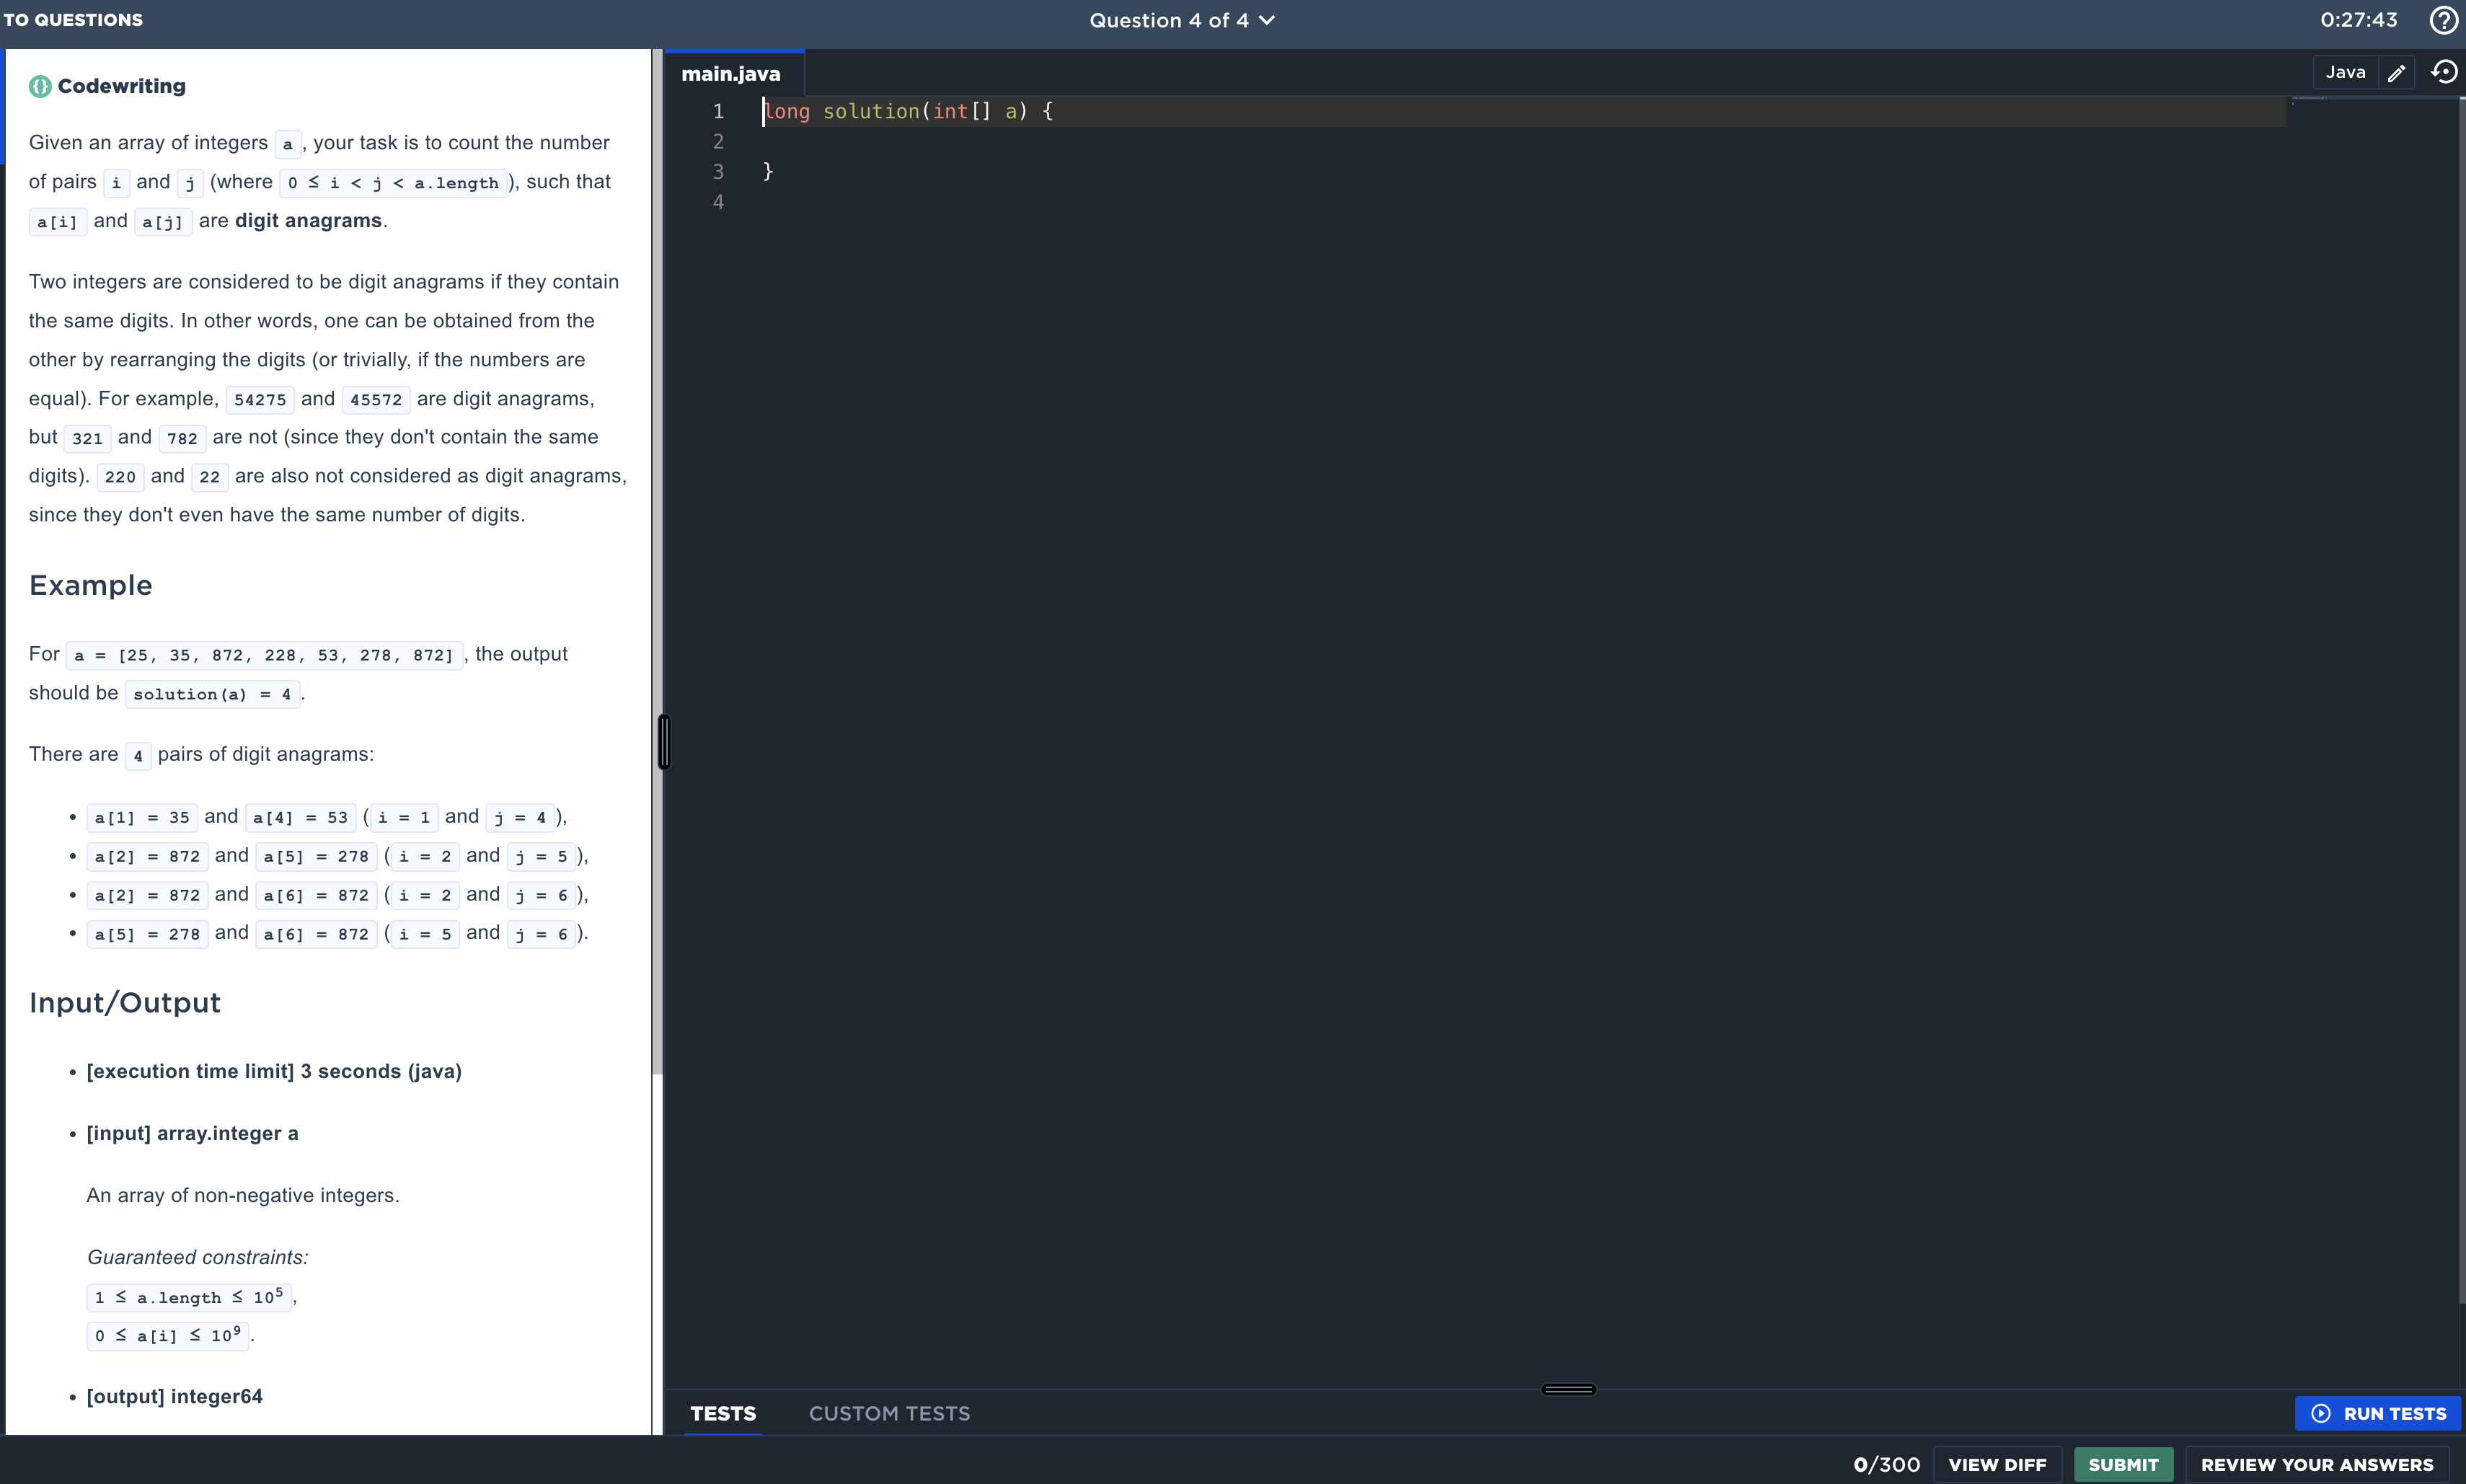 TO QUESTIONS
Question 4 of 4
0:27:43
?
{} Codewriting
Given an array of integers a, your task is to count the number
of pairs i and j (where 0 ≤ i < j < a.length), such that
a[i] and a[j] are digit anagrams.
Two integers are considered to be digit anagrams if they contain
the same digits. In other words, one can be obtained from the
other by rearranging the digits (or trivially, if the numbers are
equal). For example, 54275 and 45572 are digit anagrams,
but 321 and 782 are not (since they don't contain the same
digits). 220 and 22 are also not considered as digit anagrams,
since they don't even have the same number of digits.
Example
For a = [25, 35, 872, 228, 53, 278, 872], the output
should be solution(a) = 4.
There are 4 pairs of digit anagrams:
• a[1] = 35 and a[4] = 53 (i = 1 and j = 4),
• a[2] = 872 and a[5] = 278 (i = 2 and j = 5),
• a[2] = 872 and a[6] = 872 (i = 2 and j = 6),
• a[5] = 278 and a[6] = 872 (i = 5 and j = 6).
Input/Output
• [execution time limit] 3 seconds (java)
• [input] array.integer a
An array of non-negative integers.
Guaranteed constraints:
1 ≤ a.length ≤ 10⁵,
0 ≤ a[i] ≤ 10⁹.
• [output] integer64
main.java
Java
1 long solution(int[] a) {
2
3 }
4
TESTS
CUSTOM TESTS
RUN TESTS
0/300
VIEW DIFF
SUBMIT
REVIEW YOUR ANSWERS